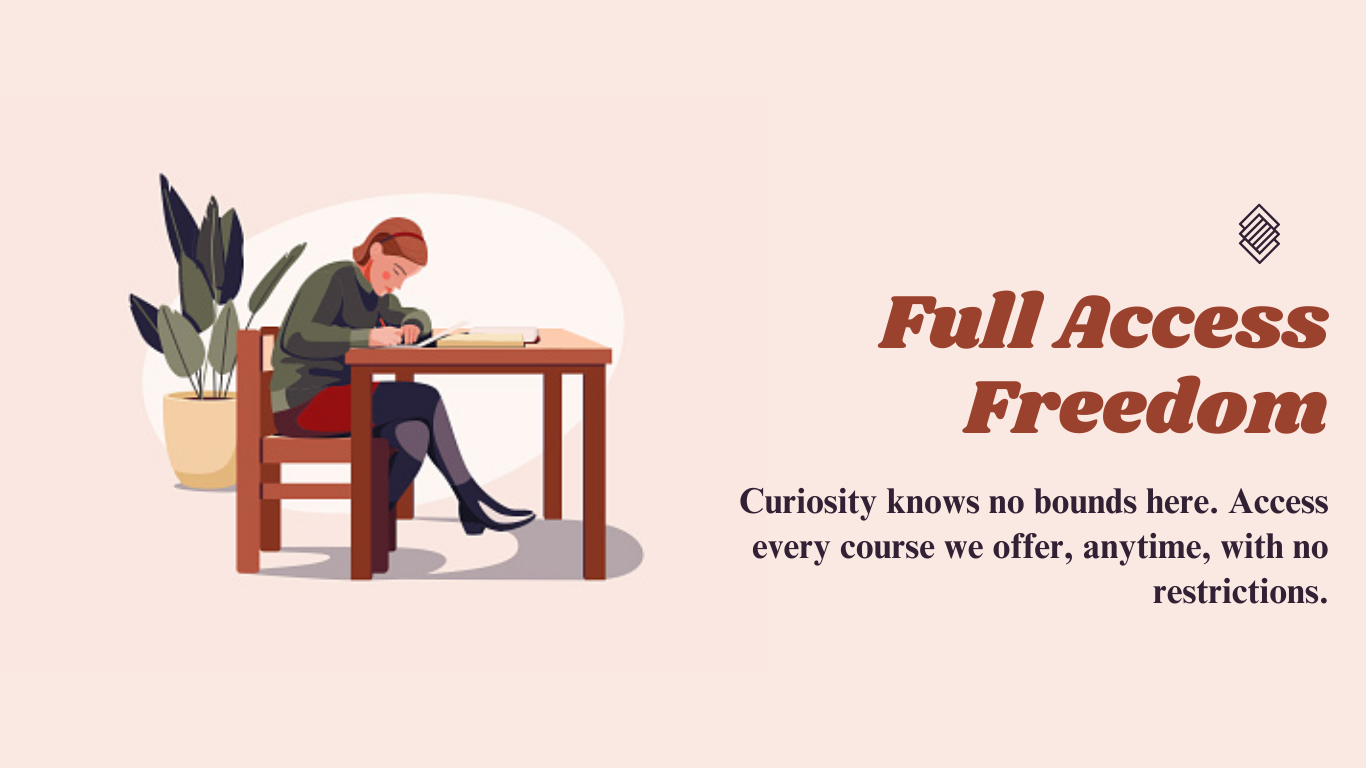 Full Access
Freedom
Curiosity knows no bounds here. Access
every course we offer, anytime, with no
restrictions.